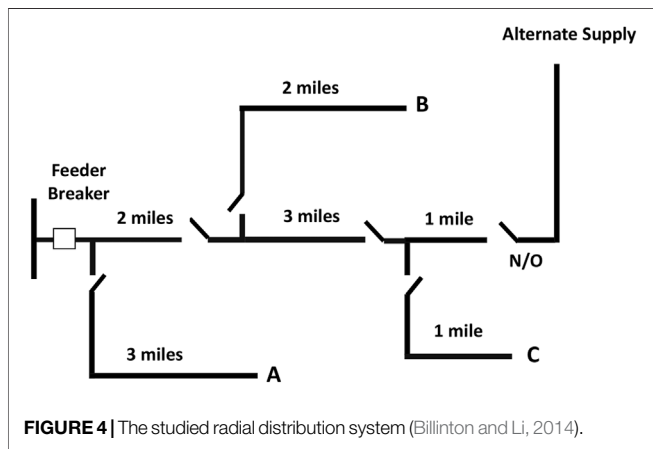 Alternate Supply
2 miles
B
Feeder
Breaker
2 miles
3 miles
1 mile
N/O
1 mile
C
3 miles
A
FIGURE 4 | The studied radial distribution system (Billinton and Li, 2014).